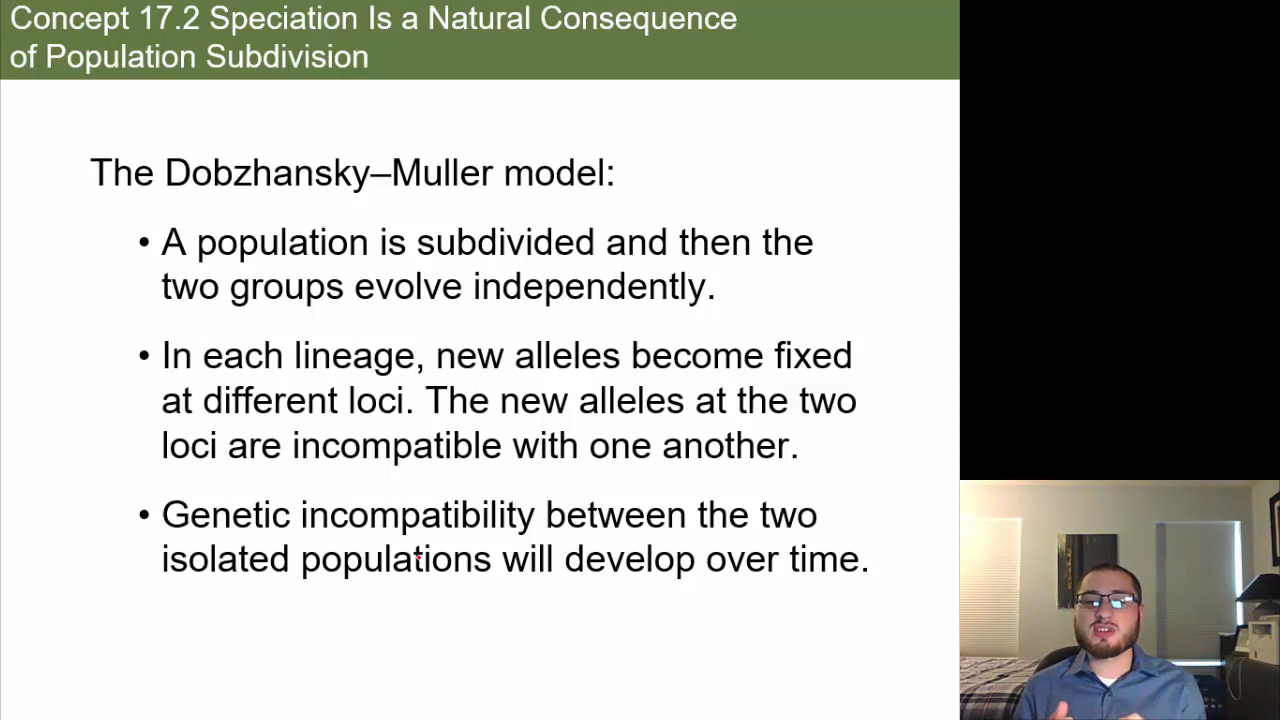 Concept 17.2 Speciation Is a Natural Consequence
of Population Subdivision
The Dobzhansky–Muller model:
• A population is subdivided and then the
two groups evolve independently.
• In each lineage, new alleles become fixed
at different loci. The new alleles at the two
loci are incompatible with one another.
• Genetic incompatibility between the two
isolated populations will develop over time.